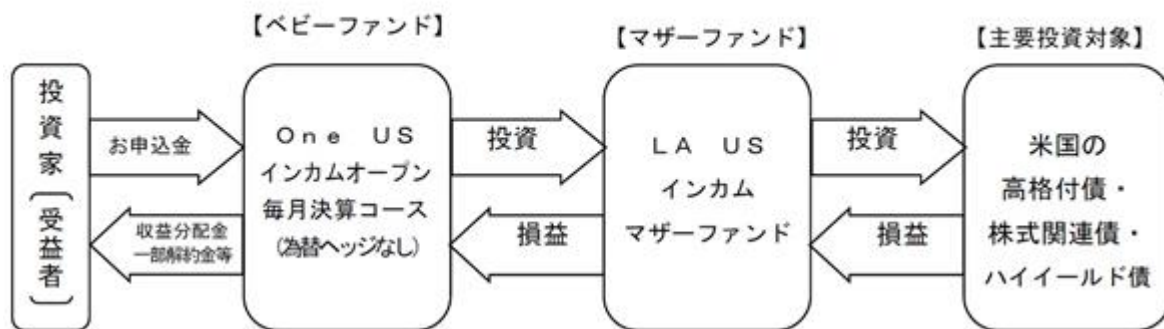 【ベビーファンド】
【マザーファンド】
【主要投資対象】
投資家〔受益者〕
お申込金
収益分配金
一部解約金等
Ｏｎｅ　ＵＳ
インカムオープン
毎月決算コース
(為替ヘッジなし)
投資
損益
ＬＡ　ＵＳ
インカム
マザーファンド
投資
損益
米国の
高格付債・
株式関連債・
ハイイールド債